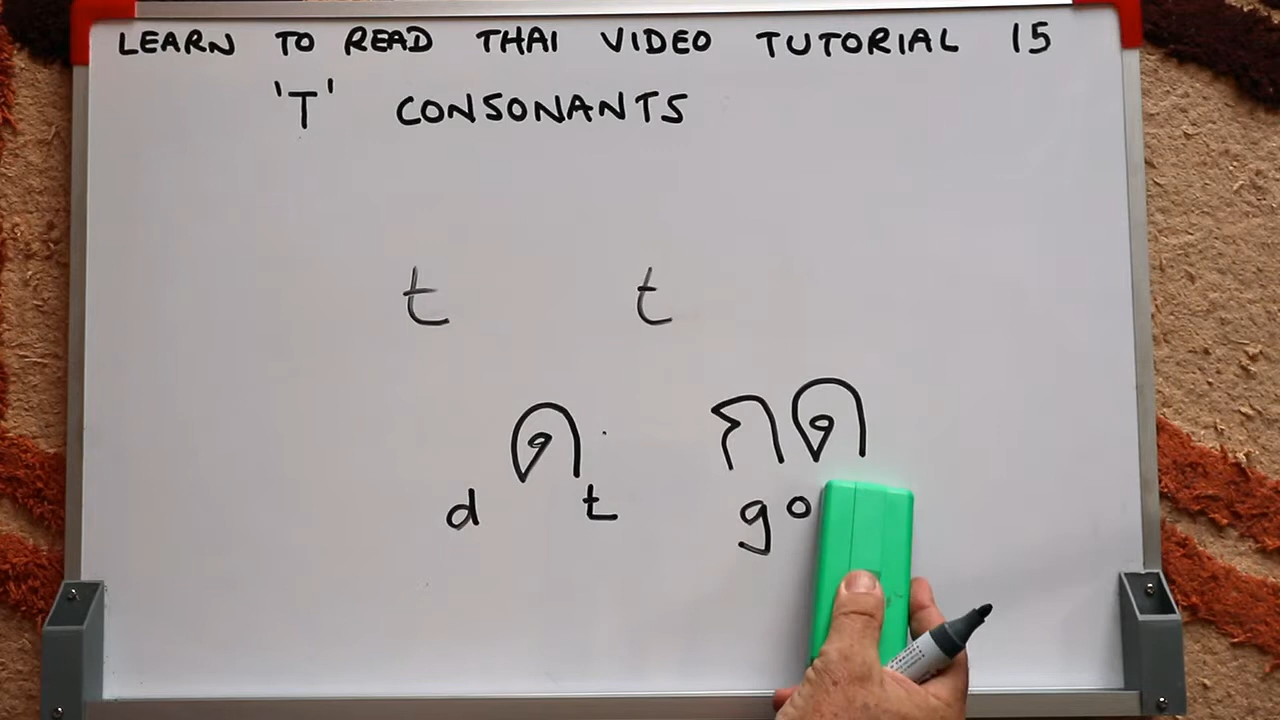 LEARN TO READ THAI VIDEO TUTORIAL 15
'T' CONSONANTS
t t
ด กด
d t go